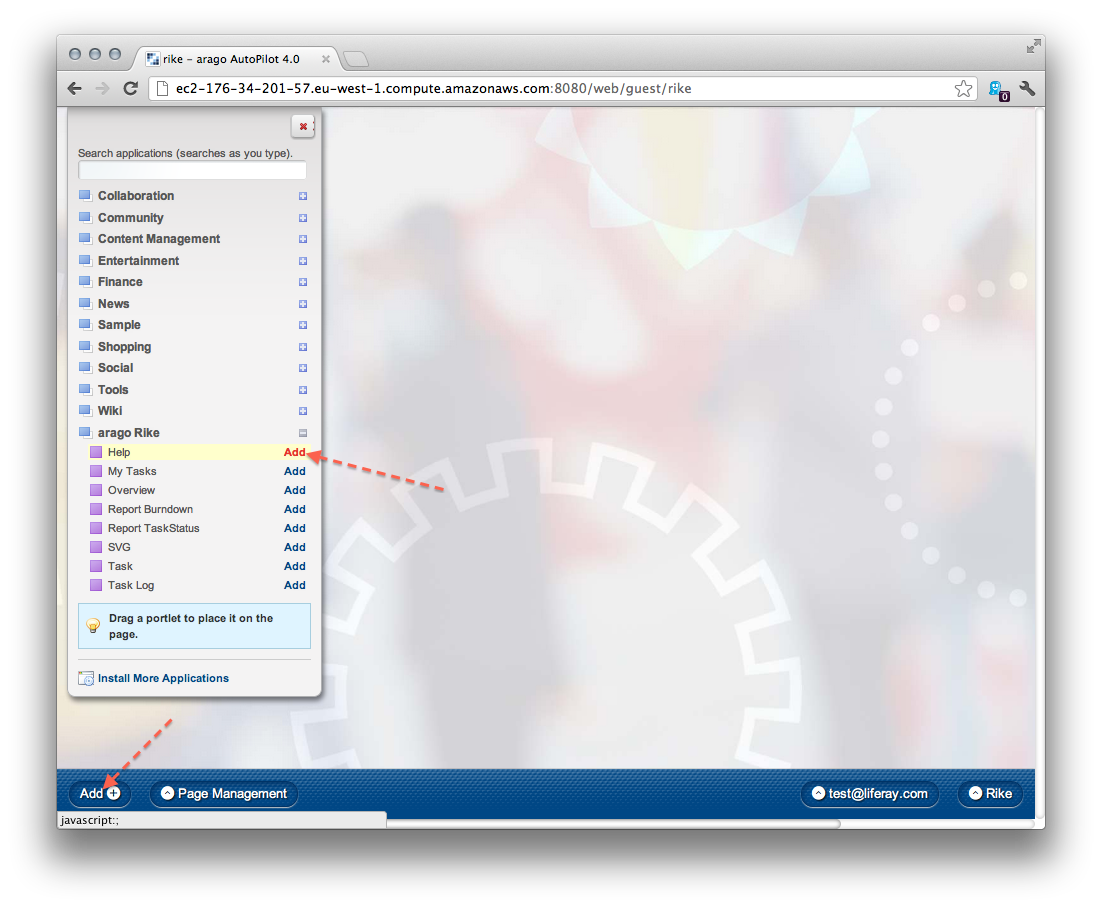 rike – arago AutoPilot 4.0
ec2-176-34-201-57.eu-west-1.compute.amazonaws.com:8080/web/guest/rike
0
Search applications (searches as you type).
Collaboration
Community
Content Management
Entertainment
Finance
News
Sample
Shopping
Social
Tools
Wiki
arago Rike
Help Add
My Tasks Add
Overview Add
Report Burndown Add
Report TaskStatus Add
SVG Add
Task Add
Task Log Add
Drag a portlet to place it on the
page.
Install More Applications
Add Page Management test@liferay.com Rike
javascript:;